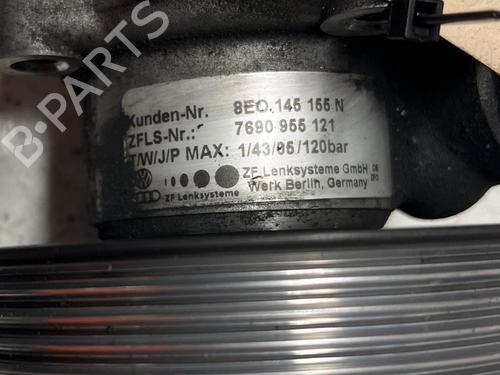 B-PARTS
Kunden-Nr. 8E0.145 155 N
ZFLS-Nr.: 7690 955 121
T/W/J/P MAX: 1/43/05/120bar
ZF Lenksysteme GmbH
Werk Berlin, Germany
ZF Lenksysteme